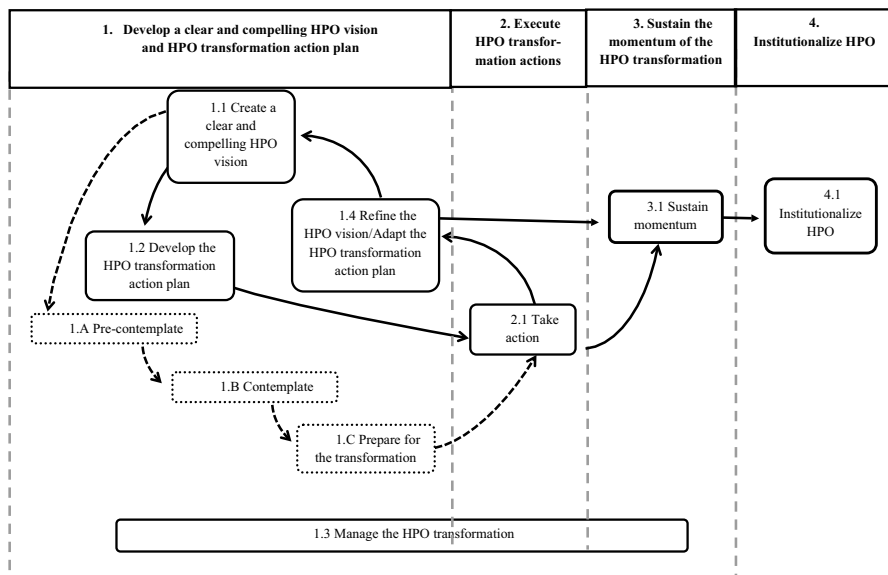 1. Develop a clear and compelling HPO vision
and HPO transformation action plan
2. Execute
HPO transfor-
mation actions
3. Sustain the
momentum of the
HPO transformation
4.
Institutionalize HPO
1.1 Create a
clear and
compelling HPO
vision
1.2 Develop the
HPO transformation
action plan
1.4 Refine the
HPO vision/Adapt the
HPO transformation
action plan
3.1 Sustain
momentum
4.1
Institutionalize
HPO
2.1 Take
action
1.A Pre-contemplate
1.B Contemplate
1.C Prepare for
the transformation
1.3 Manage the HPO transformation